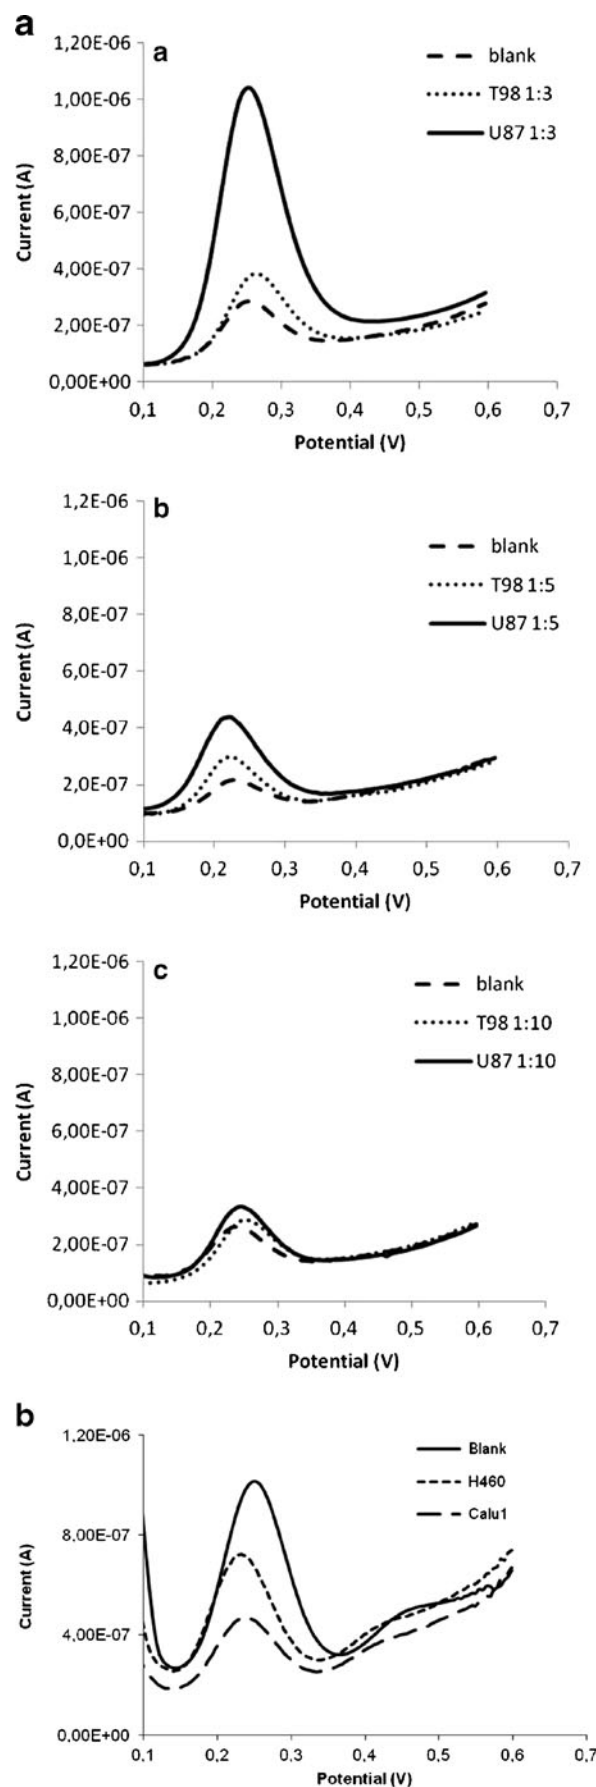 a
a
1,20E-06
1,00E-06
8,00E-07
6,00E-07
4,00E-07
2,00E-07
0,00E+00
Current (A)
blank
T98 1:3
U87 1:3
0,1 0,2 0,3 0,4 0,5 0,6 0,7
Potential (V)
b
1,2E-06
1,0E-06
8,0E-07
6,0E-07
4,0E-07
2,0E-07
0,0E+00
Current (A)
blank
T98 1:5
U87 1:5
0,1 0,2 0,3 0,4 0,5 0,6 0,7
Potential (V)
c
1,20E-06
1,00E-06
8,00E-07
6,00E-07
4,00E-07
2,00E-07
0,00E+00
Current (A)
blank
T98 1:10
U87 1:10
0,1 0,2 0,3 0,4 0,5 0,6 0,7
Potential (V)
b
1,20E-06
8,00E-07
4,00E-07
0,00E+00
Current (A)
Blank
H460
Calu1
0,1 0,2 0,3 0,4 0,5 0,6 0,7
Potential (V)